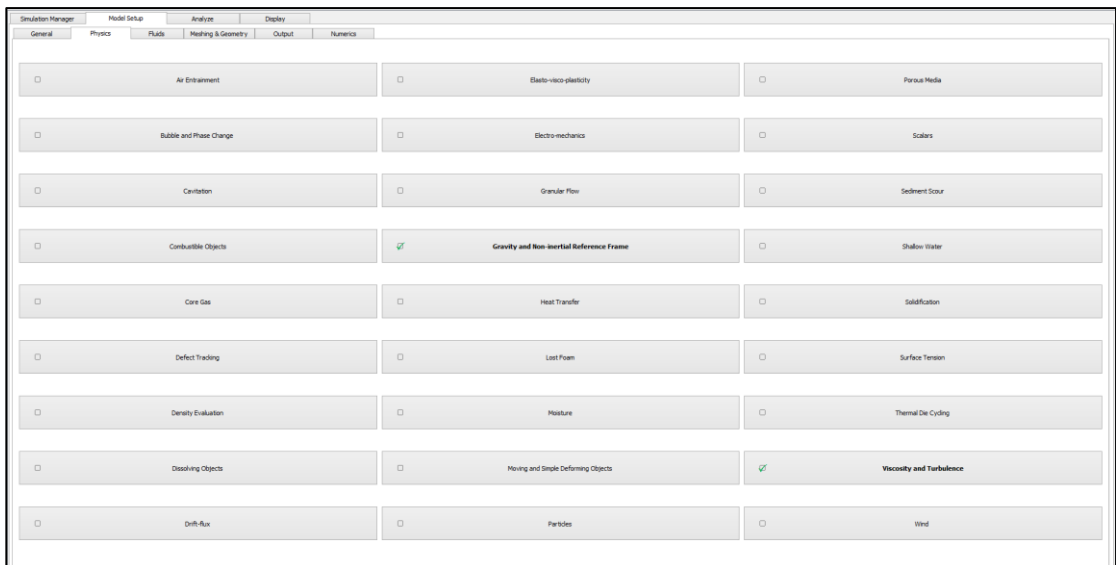 Simulation Manager Model Setup Analyze Display
General Physics Fluids Meshing & Geometry Output Numerics
Air Entrainment Elasto-visco-plasticity Porous Media
Bubble and Phase Change Electro-mechanics Scalars
Cavitation Granular Flow Sediment Scour
Combustible Objects Gravity and Non-inertial Reference Frame Shallow Water
Core Gas Heat Transfer Solidification
Defect Tracking Lost Foam Surface Tension
Density Evaluation Moisture Thermal Die Cycling
Dissolving Objects Moving and Simple Deforming Objects Viscosity and Turbulence
Drift-flux Particles Wind